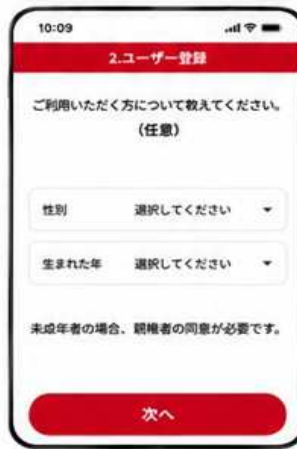 10:09
2.ユーザー登録
ご利用いただく方について教えてください。
(任意)
性別 選択してください
生まれた年 選択してください
未成年者の場合、の同意が必要です。
次へ